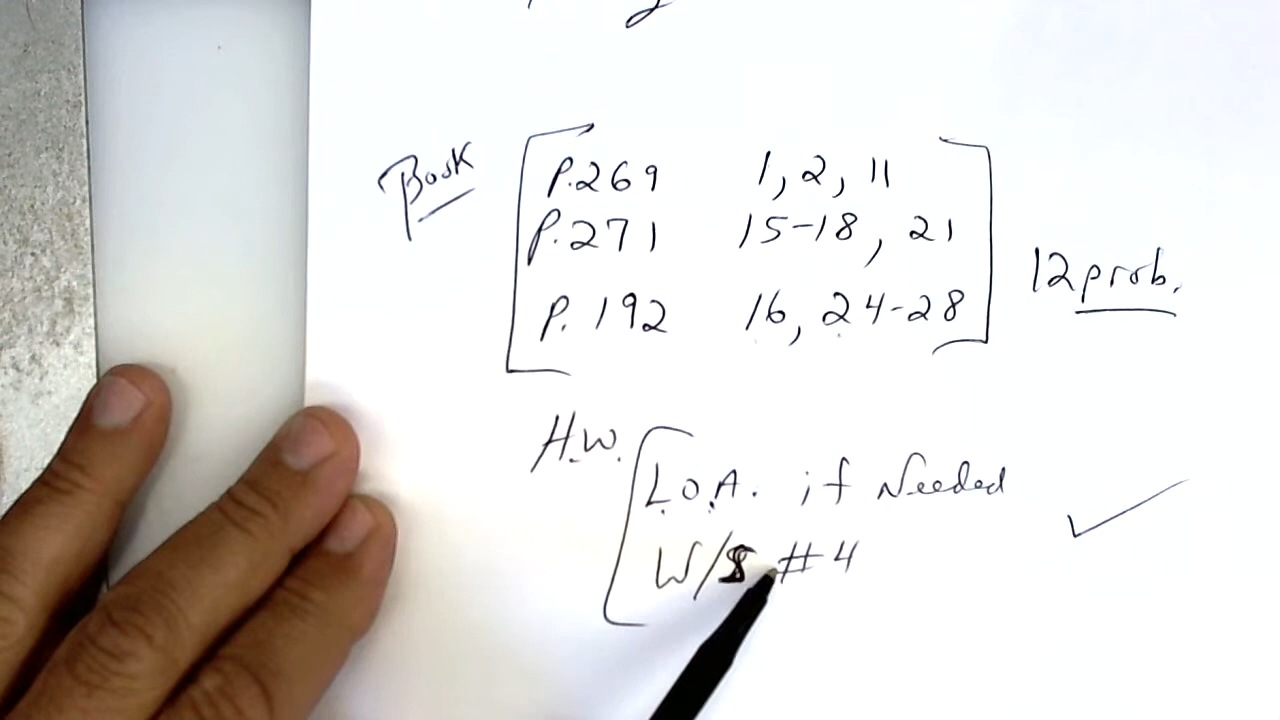 Book
P.269 1, 2, 11
P.271 15-18, 21
P. 192 16, 24-28
12 prob.
H.W.
L.O.A. if Needed
W/S #4